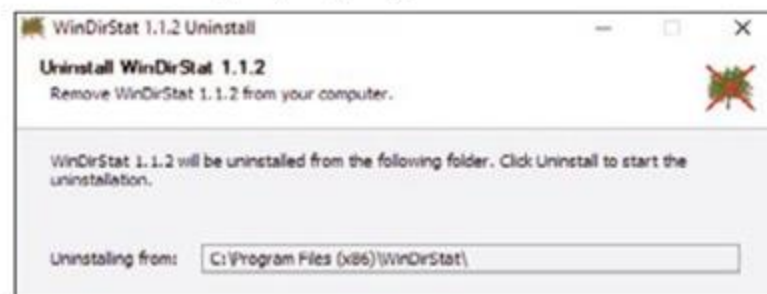 WinDirStat 1.1.2 Uninstall
Uninstall WinDirStat 1.1.2
Remove WinDirStat 1.1.2 from your computer.
WinDirStat 1.1.2 will be uninstalled from the following folder. Click Uninstall to start the
uninstallation.
Uninstalling from: C:\Program Files (x86)\WinDirStat\